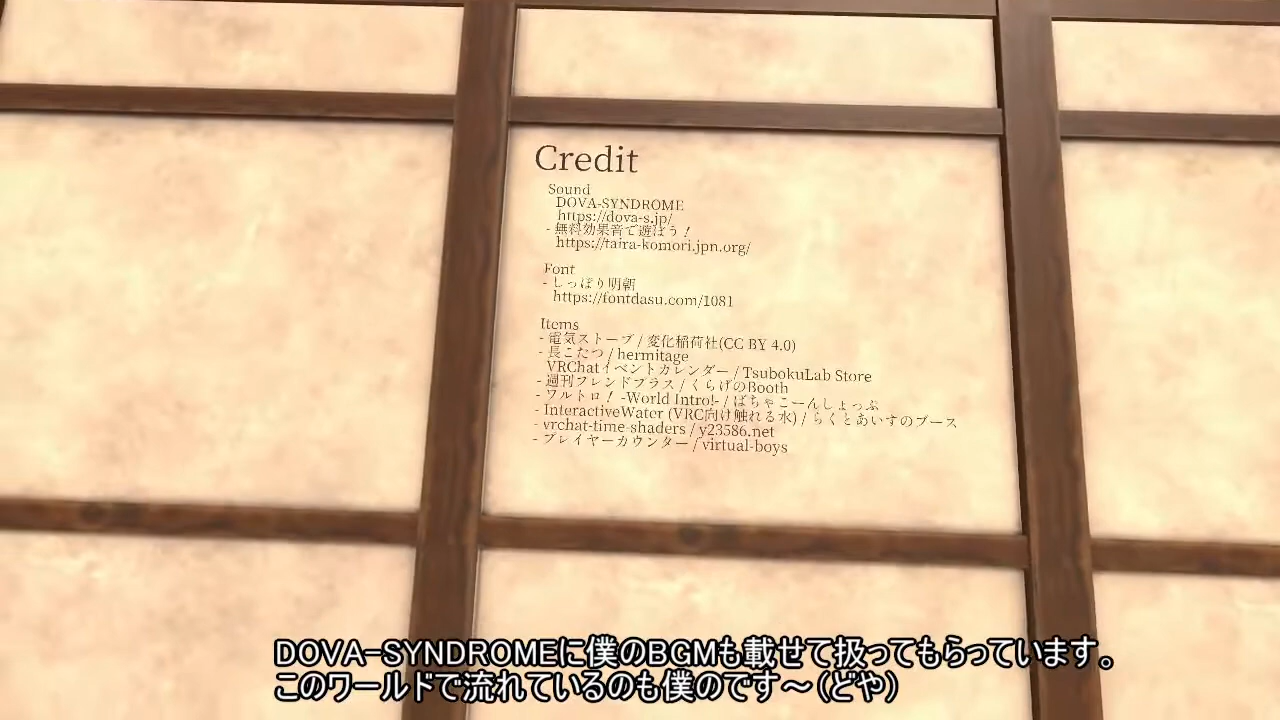 Credit
Sound
DOVA-SYNDROME
https://dova-s.jp/
- 無料効果音で遊ぼう！
https://taira-komori.jpn.org/
Font
- しっぽり明朝
https://fontdasu.com/1081
Items
- 電気ストーブ / 変化稲荷社(CC BY 4.0)
- 長こたつ / hermitage
VRChatイベントカレンダー / TsubokuLab Store
- 週刊フレンドプラス / くらげのBooth
- ワルトロ！ -World Intro!- / ぽちゃこーんしょっぷ
- InteractiveWater (VRC向け触れる水) / らくとあいすのブース
- vrchat-time-shaders / y23586.net
- プレイヤーカウンター / virtual-boys
DOVA-SYNDROMEに僕のBGMも載せて扱ってもらっています。
このワールドで流れているのも僕のです～（どや）